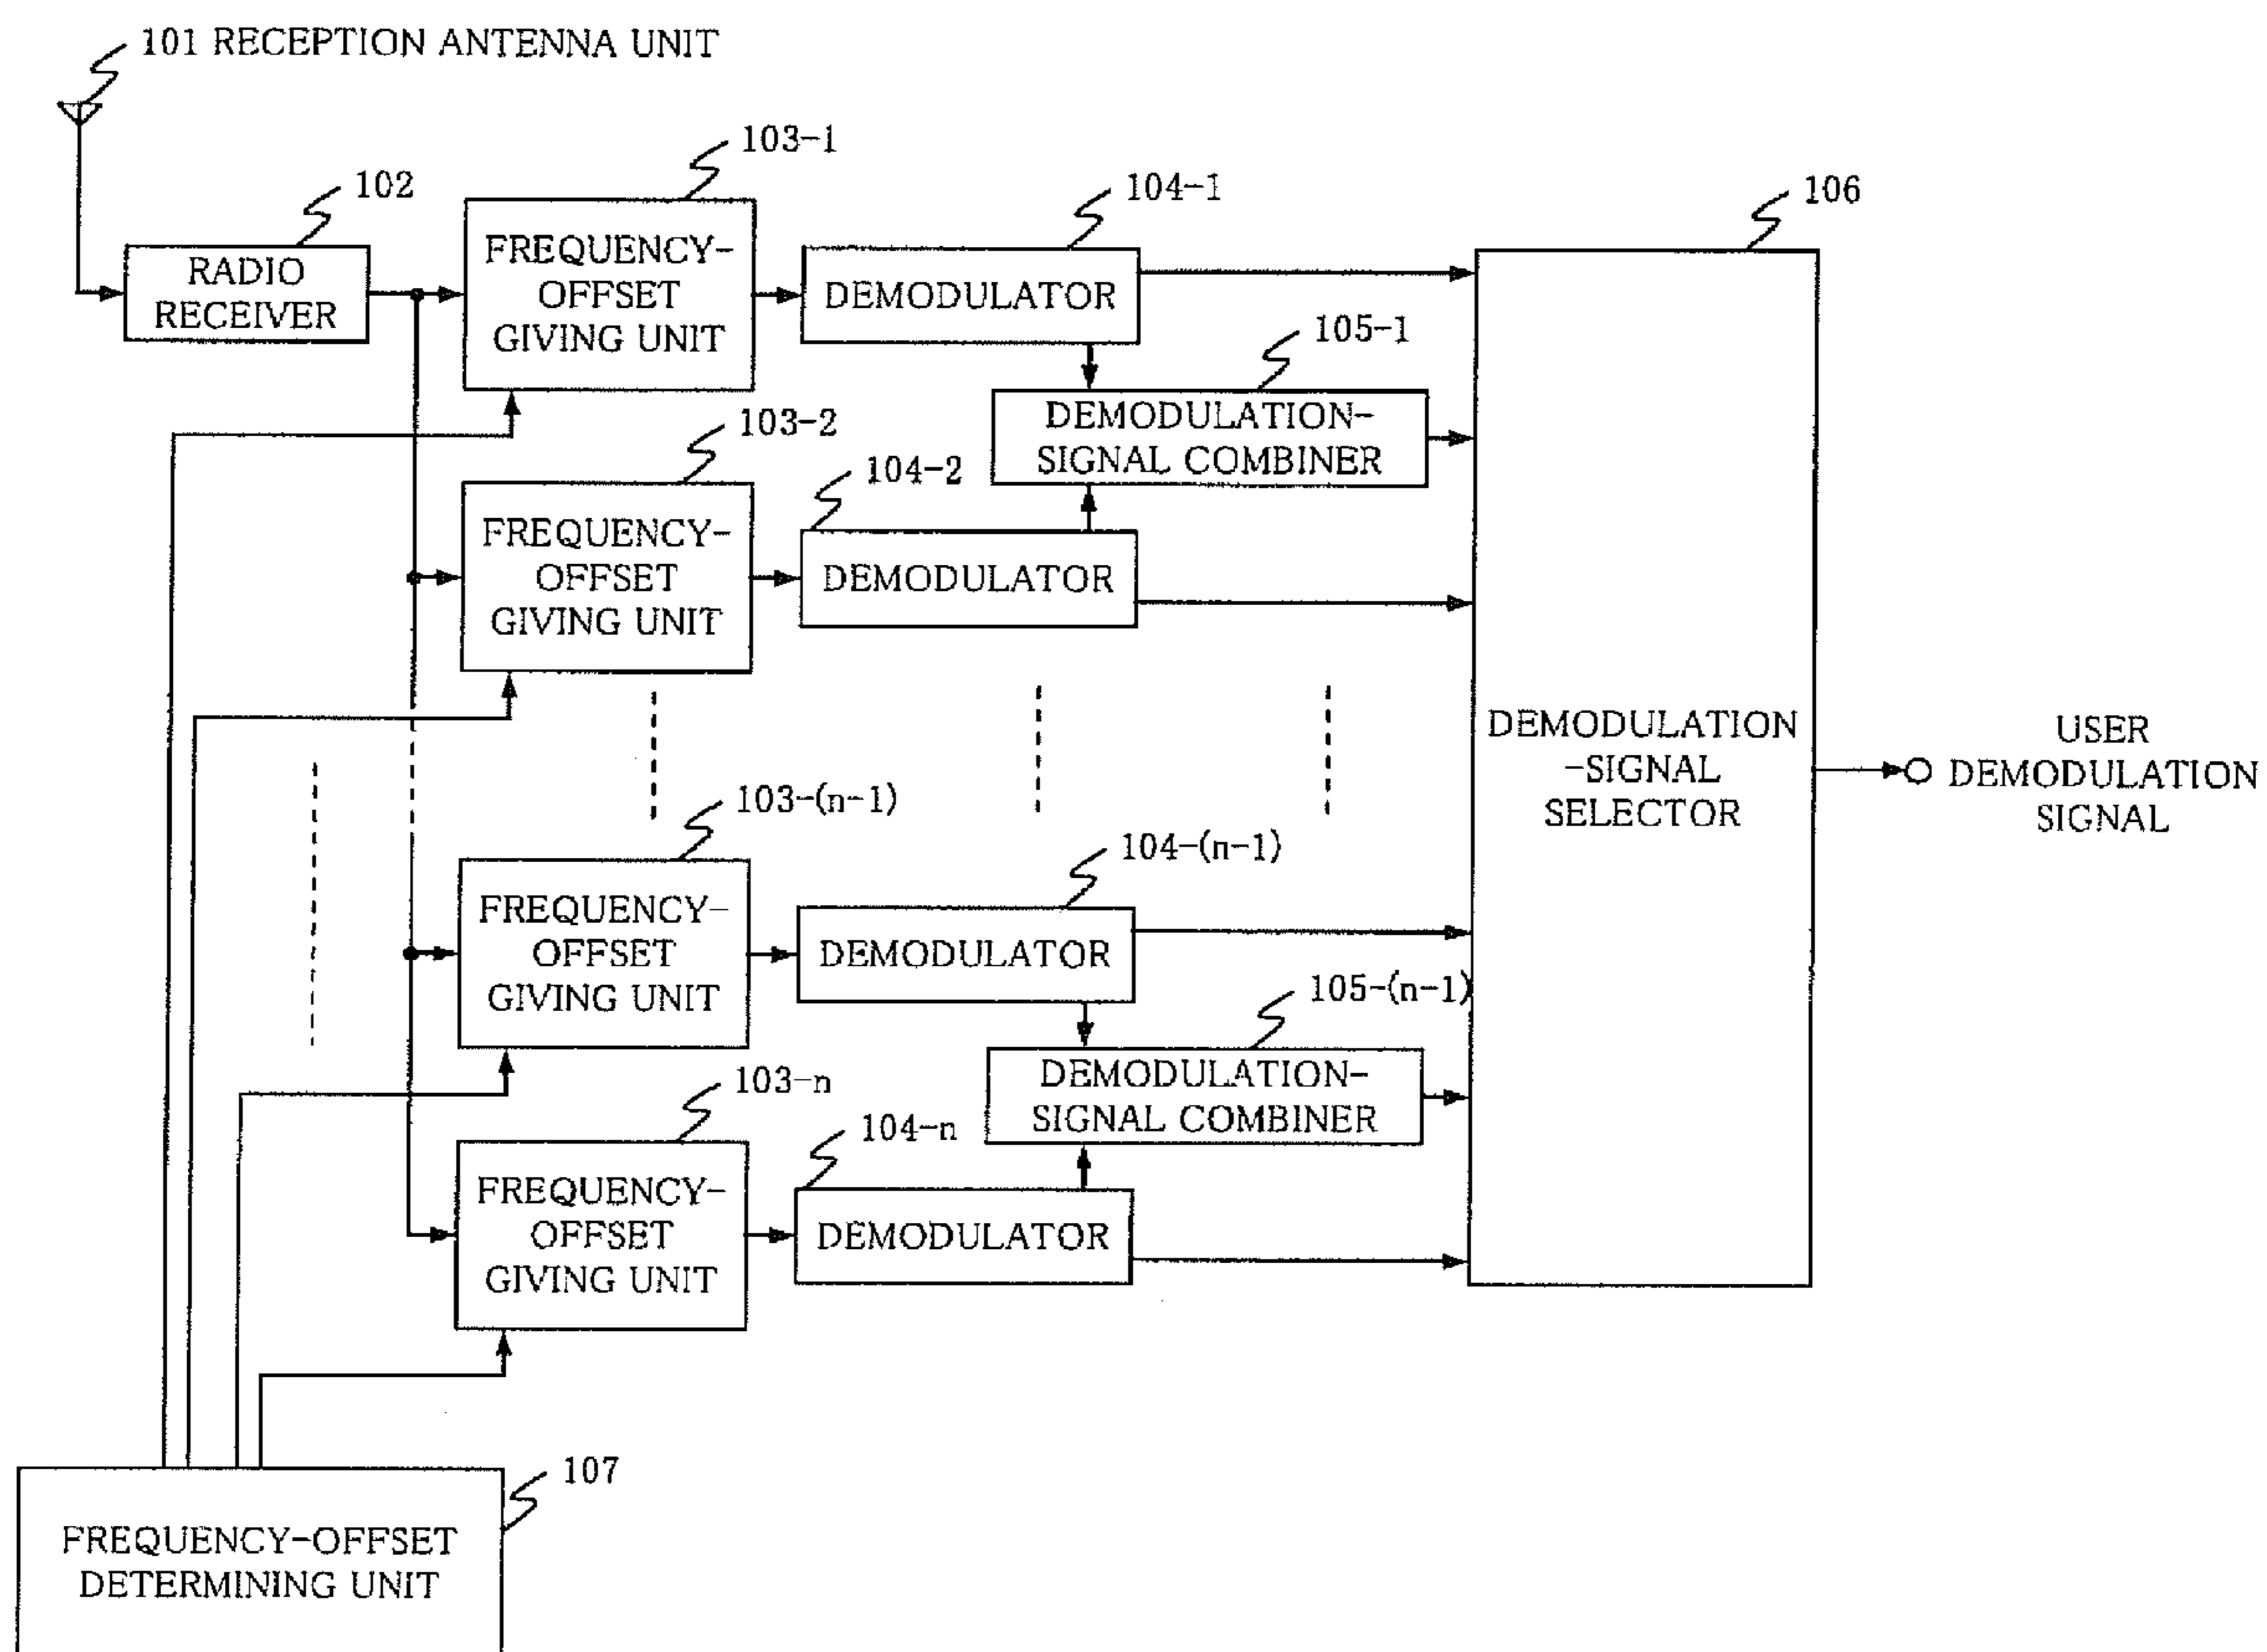 101 RECEPTION ANTENNA UNIT
103-1
102
104-1
106
RADIO
RECEIVER
FREQUENCY-
OFFSET
GIVING UNIT
DEMODULATOR
105-1
DEMODULATION-
SIGNAL COMBINER
103-2
104-2
FREQUENCY-
OFFSET
GIVING UNIT
DEMODULATOR
DEMODULATION
-SIGNAL
SELECTOR
USER
DEMODULATION
SIGNAL
103-(n-1)
104-(n-1)
FREQUENCY-
OFFSET
GIVING UNIT
DEMODULATOR
105-(n-1)
DEMODULATION-
SIGNAL COMBINER
103-n
104-n
FREQUENCY-
OFFSET
GIVING UNIT
DEMODULATOR
107
FREQUENCY-OFFSET
DETERMINING UNIT